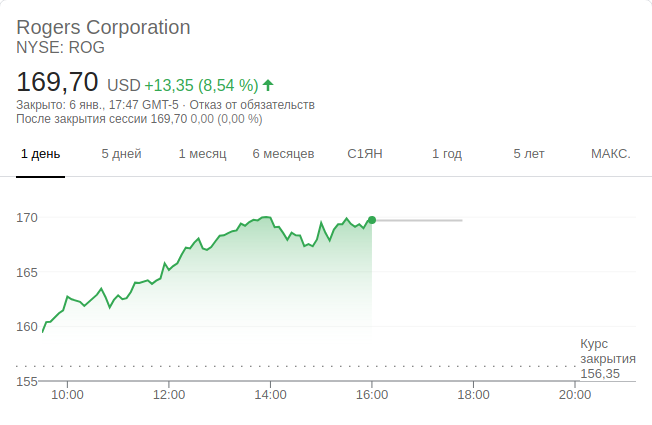 Rogers Corporation
NYSE: ROG
169,70 USD +13,35 (8,54 %)
Закрыто: 6 янв., 17:47 GMT-5 · Отказ от обязательств
После закрытия сессии 169,70 0,00 (0,00 %)
1 день 5 дней 1 месяц 6 месяцев С1ЯН 1 год 5 лет МАКС.
170
165
160
Курс
закрытия
156,35
155
10:00 12:00 14:00 16:00 18:00 20:00